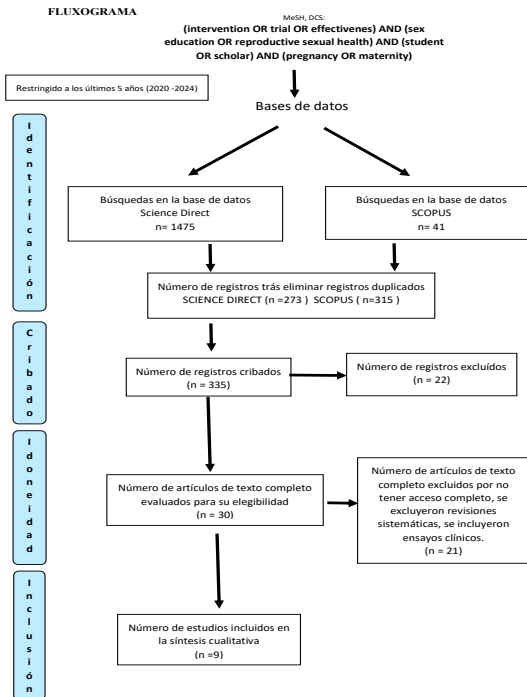 FLUXOGRAMA
MeSH, DCS:
(intervention OR trial OR effectivenes) AND (sex
education OR reproductive sexual health) AND (student
OR scholar) AND (pregnancy OR maternity)
Restringido a los últimos 5 años (2020 -2024)
Bases de datos
Identificación
Búsquedas en la base de datos
Science Direct
n= 1475
Búsquedas en la base de datos
SCOPUS
n= 41
Número de registros trás eliminar registros duplicados
SCIENCE DIRECT (n =273 ) SCOPUS ( n=315 )
Cribado
Número de registros cribados
(n = 335)
Número de registros excluídos
(n = 22)
Idoneidad
Número de artículos de texto completo
evaluados para su elegibilidad
(n = 30)
Número de artículos de texto
completo excluidos por no
tener acceso completo, se
excluyeron revisiones
sistemáticas, se incluyeron
ensayos clínicos.
(n = 21)
Inclusión
Número de estudios incluidos en
la síntesis cualitativa
(n =9)